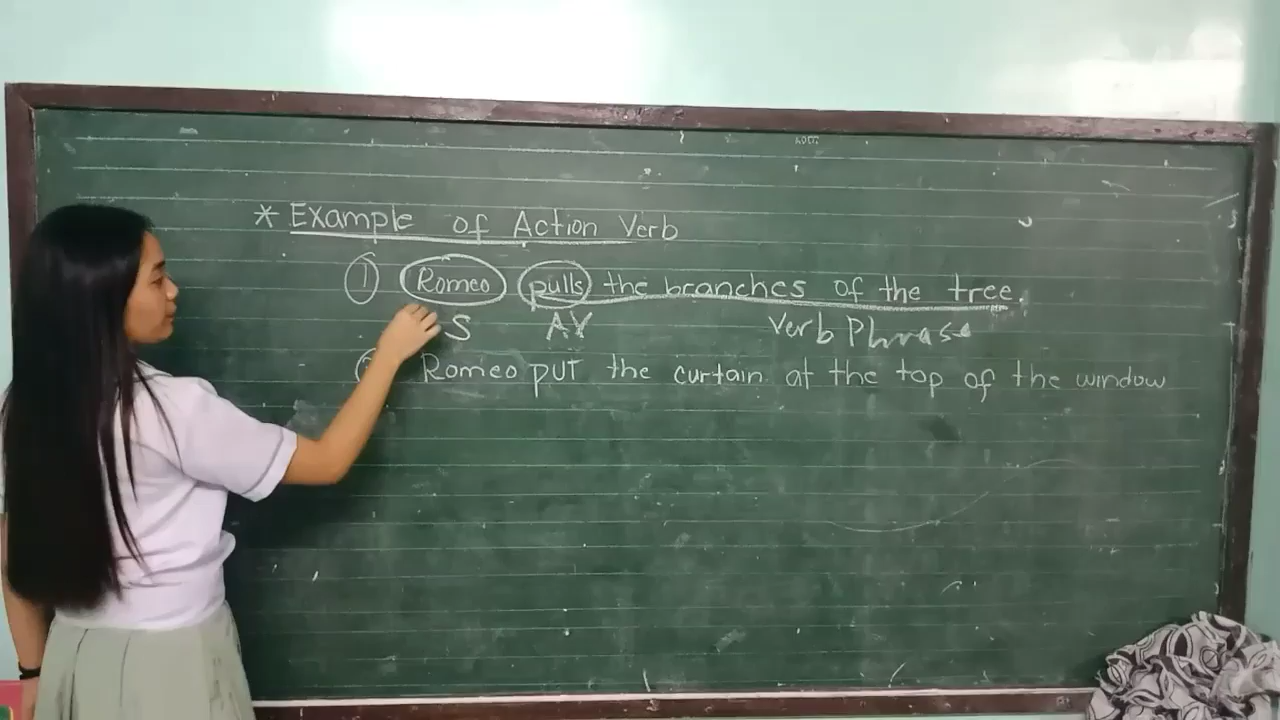 * Example of Action Verb
① Romeo pulls the branches of the tree.
S AV Verb Phrase
Romeo put the curtain at the top of the window